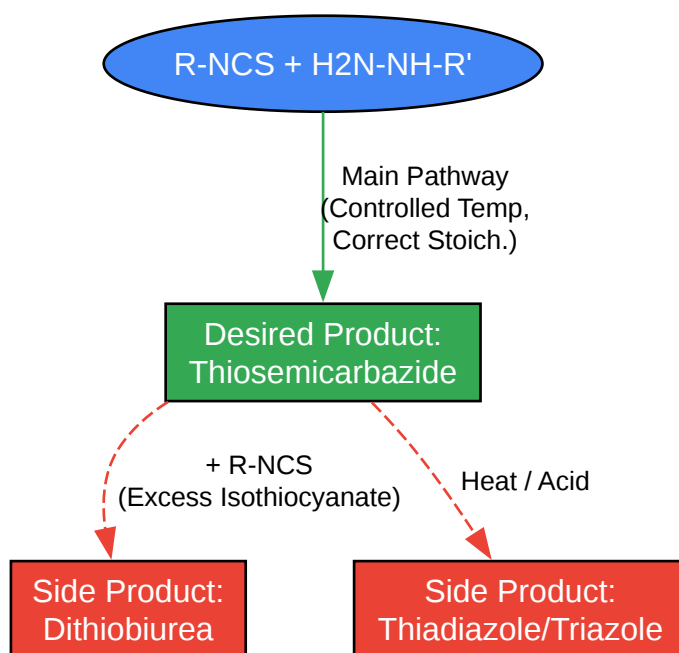 R-NCS + H2N-NH-R'
Main Pathway
(Controlled Temp,
Correct Stoich.)
Desired Product:
Thiosemicarbazide
+ R-NCS
(Excess Isothiocyanate)
Heat / Acid
Side Product:
Dithiobiurea
Side Product:
Thiadiazole/Triazole